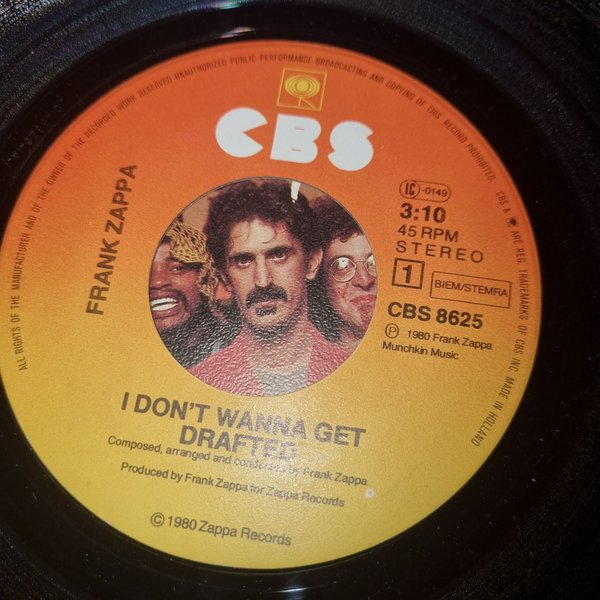 ALL RIGHTS OF THE MANUFACTURER AND OF THE OWNER OF THE RECORDED WORK RESERVED UNAUTHORIZED PUBLIC PERFORMANCE BROADCASTING AND COPYING OF THIS RECORD PROHIBITED. CBS & ARE REG. TRADEMARKS OF CBS INC. MADE IN HOLLAND
CBS
FRANK ZAPPA
IC -0149
3:10
45 RPM
STEREO
1
BIEM/STEMRA
CBS 8625
℗ 1980 Frank Zappa
Munchkin Music
I DON'T WANNA GET
DRAFTED
Composed, arranged and conducted by Frank Zappa
Produced by Frank Zappa for Zappa Records
© 1980 Zappa Records